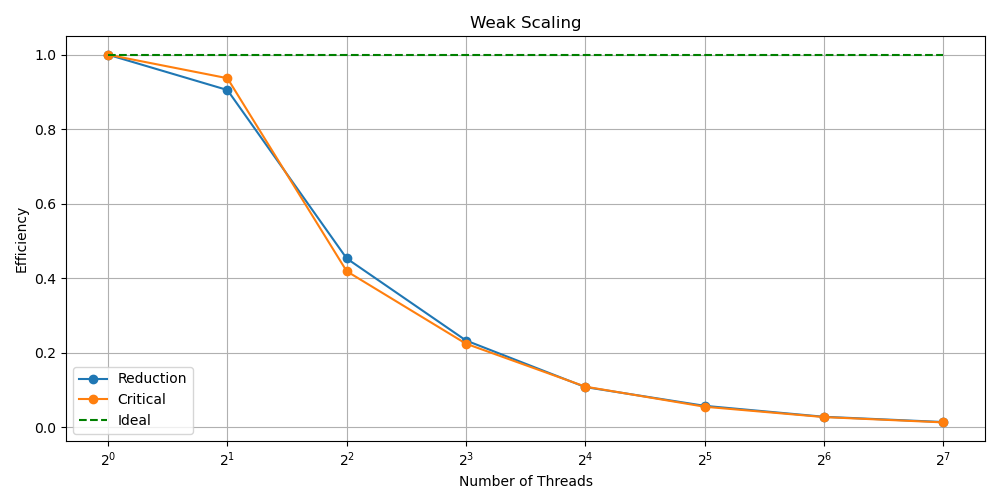 Weak Scaling
Efficiency
1.0
0.8
0.6
0.4
0.2
0.0
Reduction
Critical
Ideal
2⁰ 2¹ 2² 2³ 2⁴ 2⁵ 2⁶ 2⁷
Number of Threads